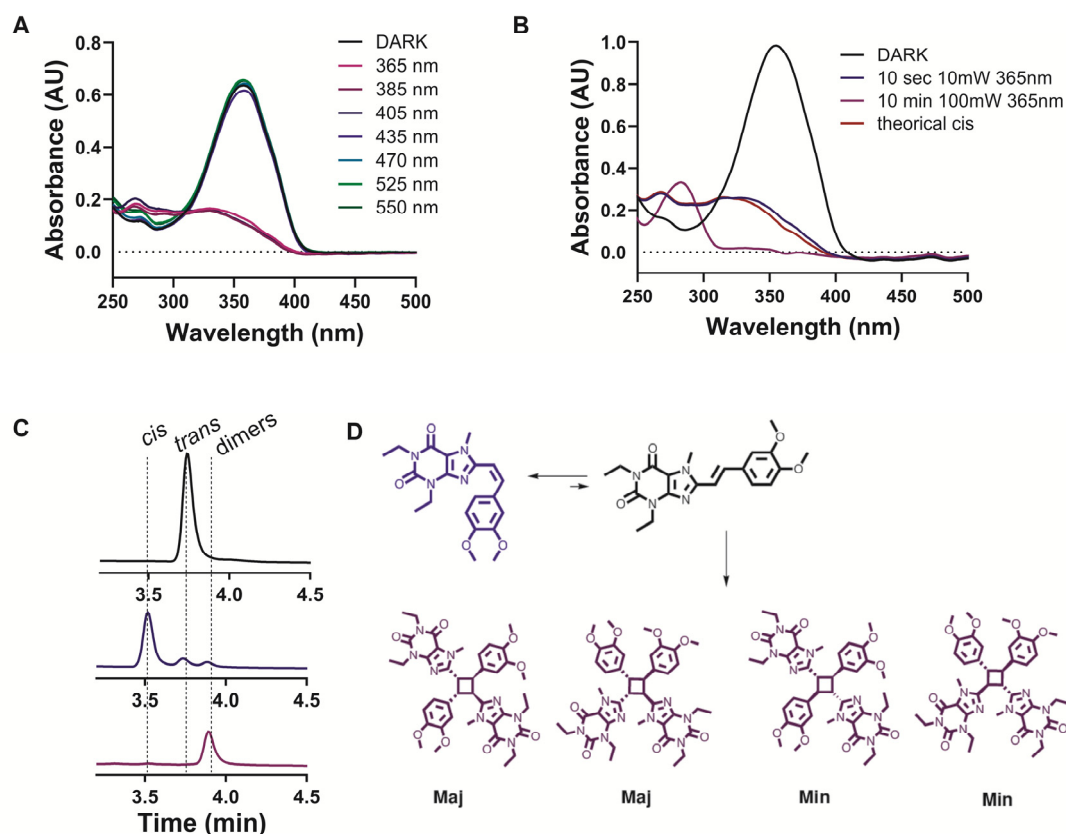 A
Absorbance (AU)
0.8
0.6
0.4
0.2
0.0
250 300 350 400 450 500
Wavelength (nm)
DARK
365 nm
385 nm
405 nm
435 nm
470 nm
525 nm
550 nm
B
Absorbance (AU)
1.0
0.8
0.6
0.4
0.2
0.0
250 300 350 400 450 500
Wavelength (nm)
DARK
10 sec 10mW 365nm
10 min 100mW 365nm
theorical cis
C
cis trans dimers
3.5 4.0 4.5
3.5 4.0 4.5
3.5 4.0 4.5
Time (min)
D
Maj Maj Min Min